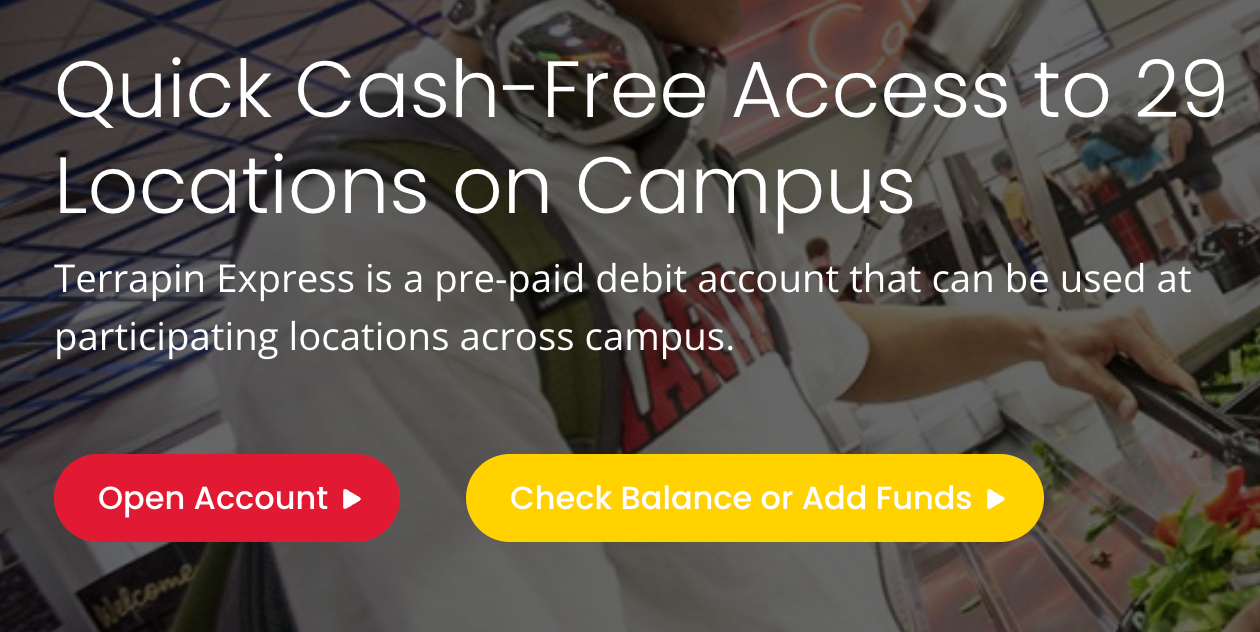 Quick Cash-Free Access to 29
Locations on Campus
Terrapin Express is a pre-paid debit account that can be used at
participating locations across campus.
Open Account
Check Balance or Add Funds
Welcome